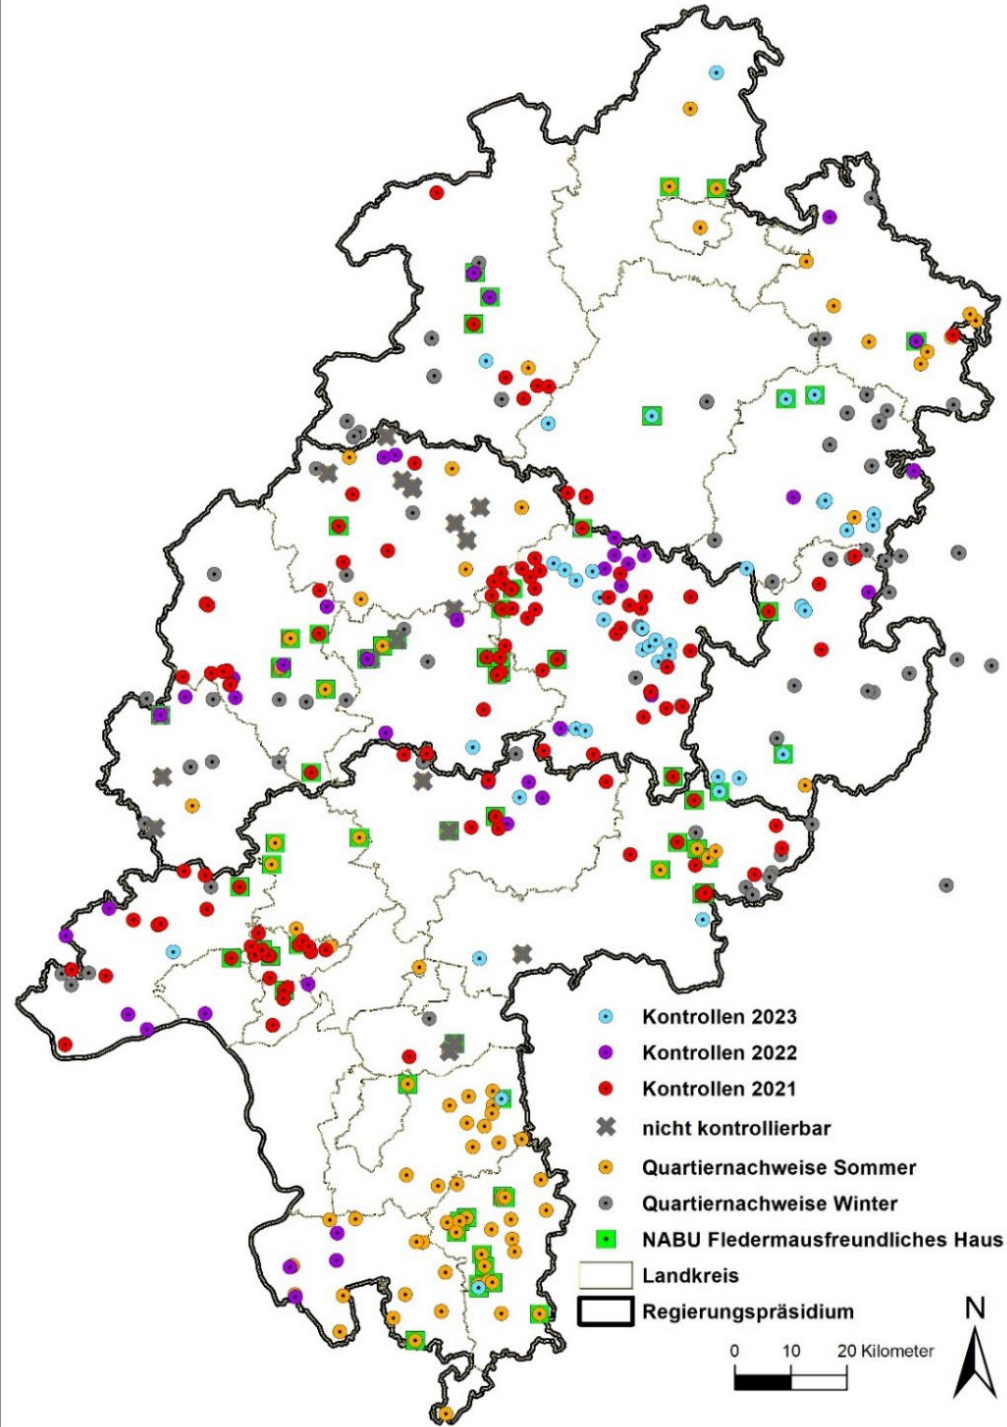 Kontrollen 2023
Kontrollen 2022
Kontrollen 2021
nicht kontrollierbar
Quartiernachweise Sommer
Quartiernachweise Winter
NABU Fledermausfreundliches Haus
Landkreis
Regierungspräsidium
N
0 10 20 Kilometer